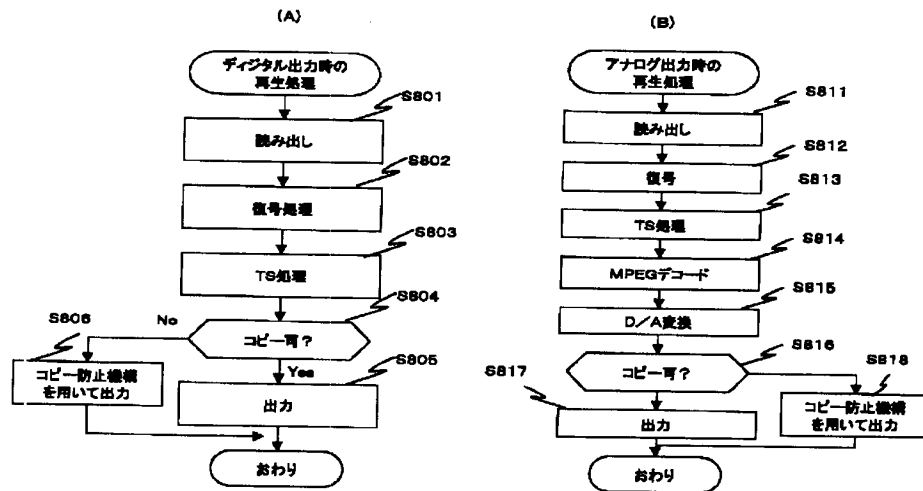 (A)
ディジタル出力時の
再生処理
S801
読み出し
S802
復号処理
S803
TS処理
S804
コピー可?
No
Yes
S806
コピー防止機構
を用いて出力
S805
出力
おわり
(B)
アナログ出力時の
再生処理
S811
読み出し
S812
復号
S813
TS処理
S814
MPEGデコード
S815
D/A変換
S816
コピー可?
S817
出力
S818
コピー防止機構
を用いて出力
おわり